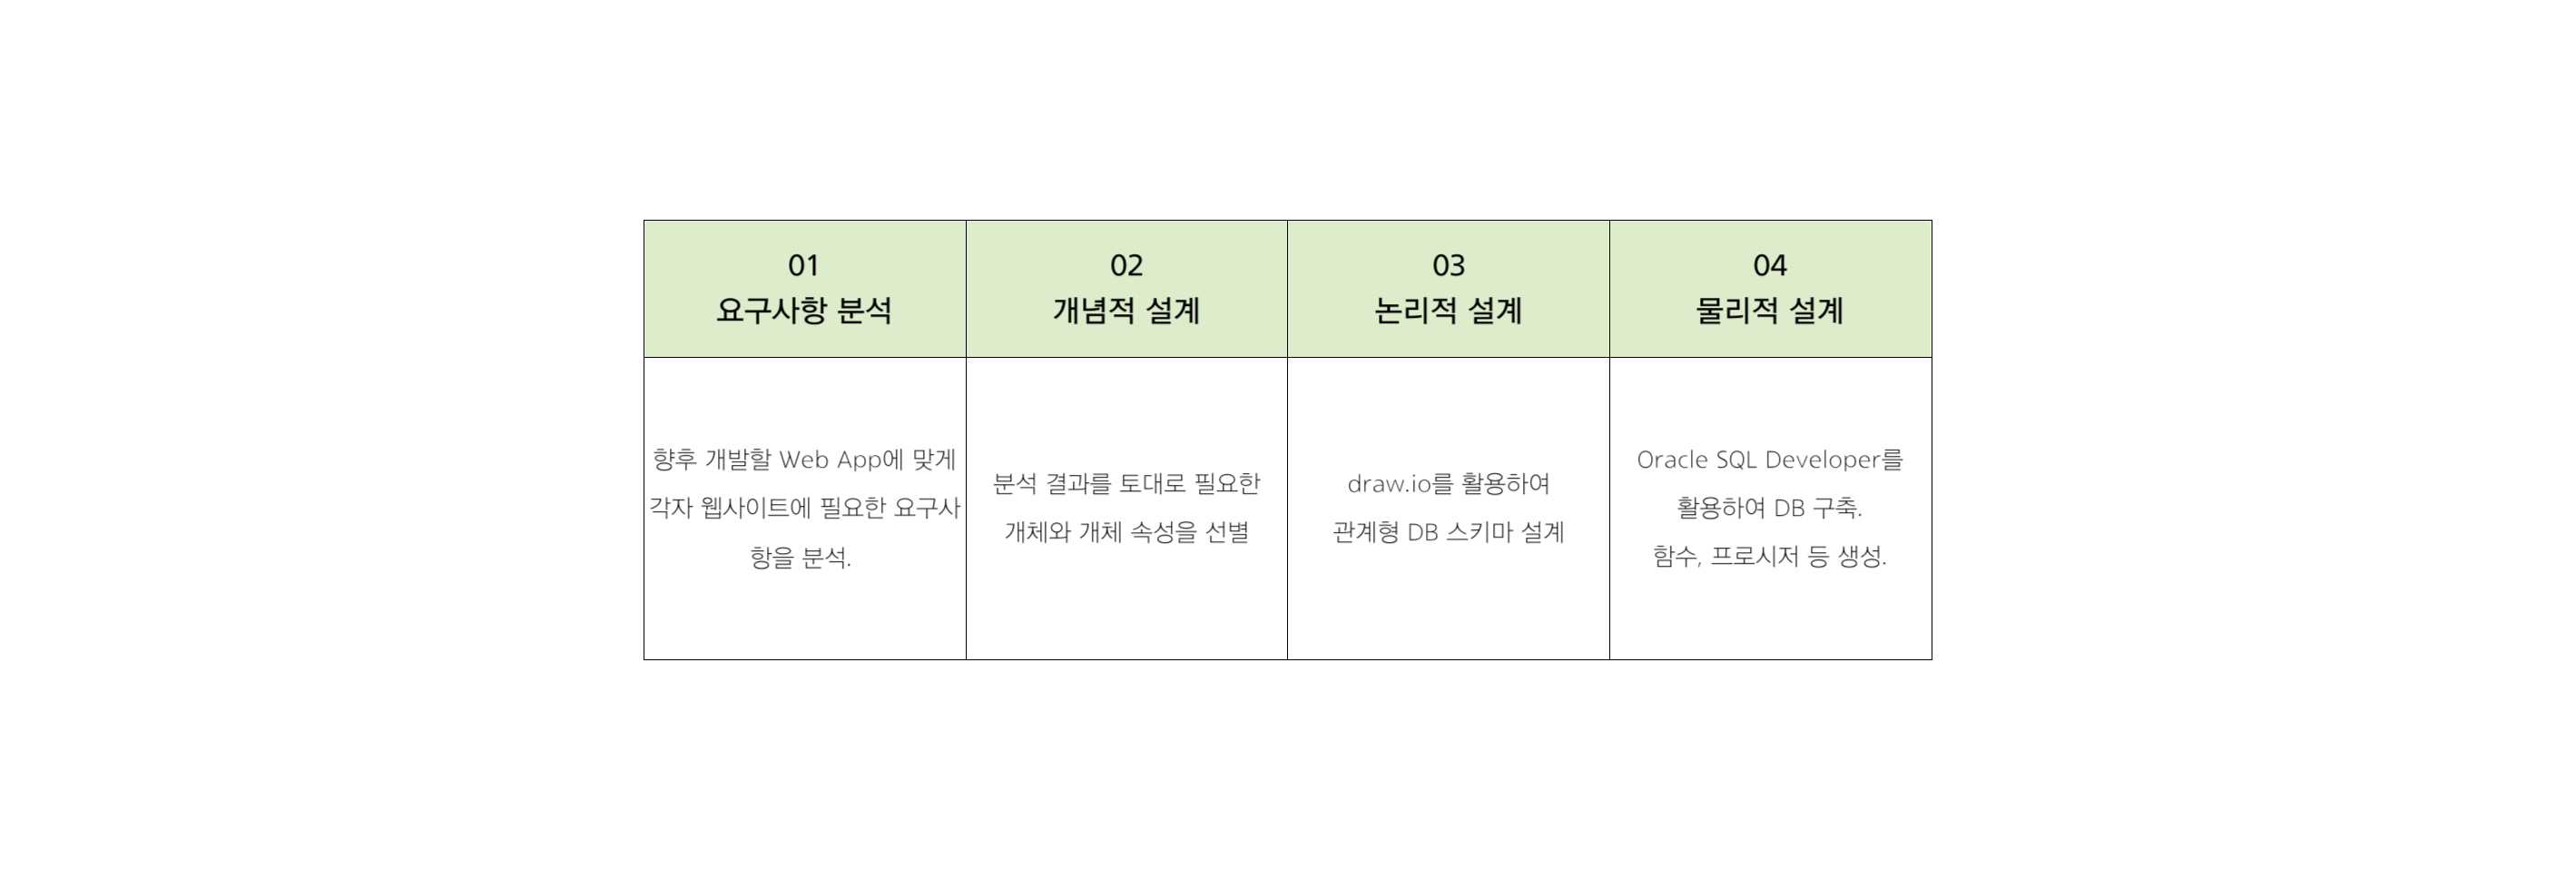 01
요구사항 분석
02
개념적 설계
03
논리적 설계
04
물리적 설계
향후 개발할 Web App에 맞게
각자 웹사이트에 필요한 요구사
항을 분석.
분석 결과를 토대로 필요한
개체와 개체 속성을 선별
draw.io를 활용하여
관계형 DB 스키마 설계
Oracle SQL Developer를
활용하여 DB 구축.
함수, 프로시저 등 생성.